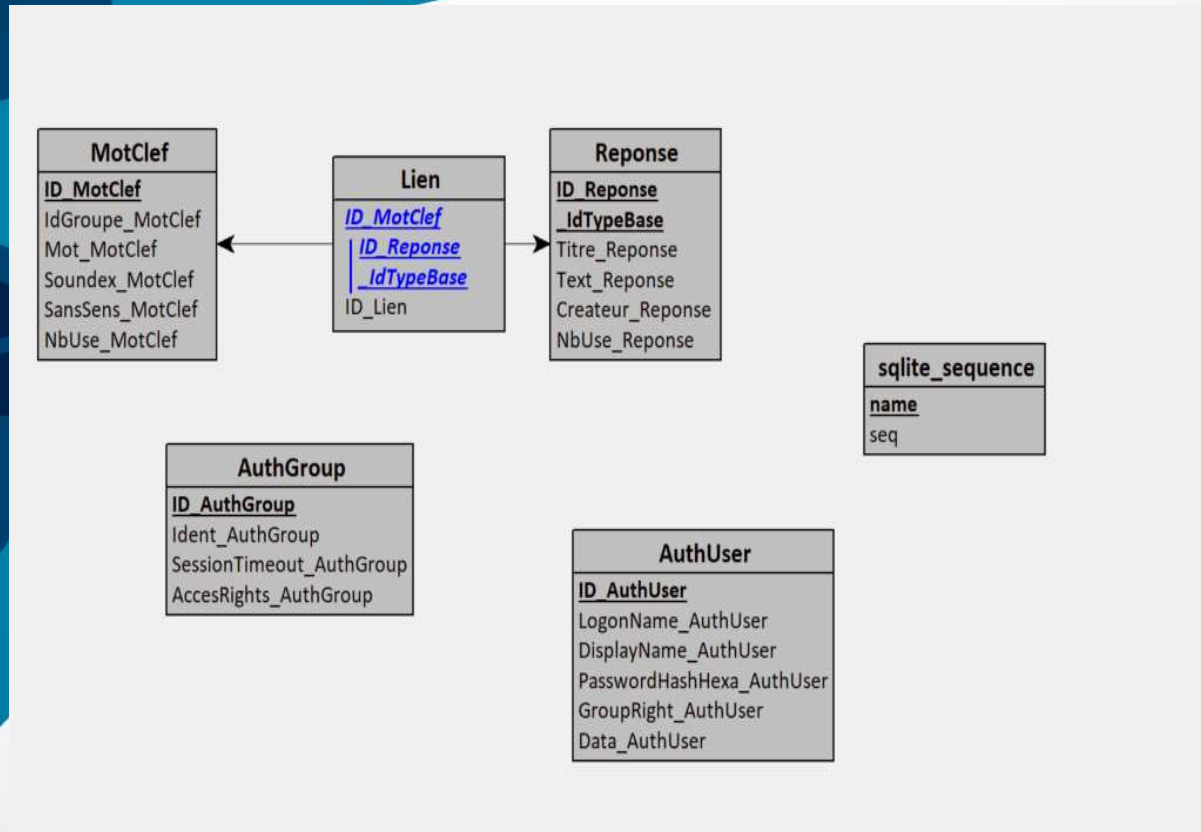 MotClef
ID_MotClef
IdGroupe_MotClef
Mot_MotClef
Soundex_MotClef
SansSens_MotClef
NbUse_MotClef
Lien
ID_MotClef
ID_Reponse
_IdTypeBase
ID_Lien
Reponse
ID_Reponse
_IdTypeBase
Titre_Reponse
Text_Reponse
Createur_Reponse
NbUse_Reponse
sqlite_sequence
name
seq
AuthGroup
ID_AuthGroup
Ident_AuthGroup
SessionTimeout_AuthGroup
AccesRights_AuthGroup
AuthUser
ID_AuthUser
LogonName_AuthUser
DisplayName_AuthUser
PasswordHashHexa_AuthUser
GroupRight_AuthUser
Data_AuthUser